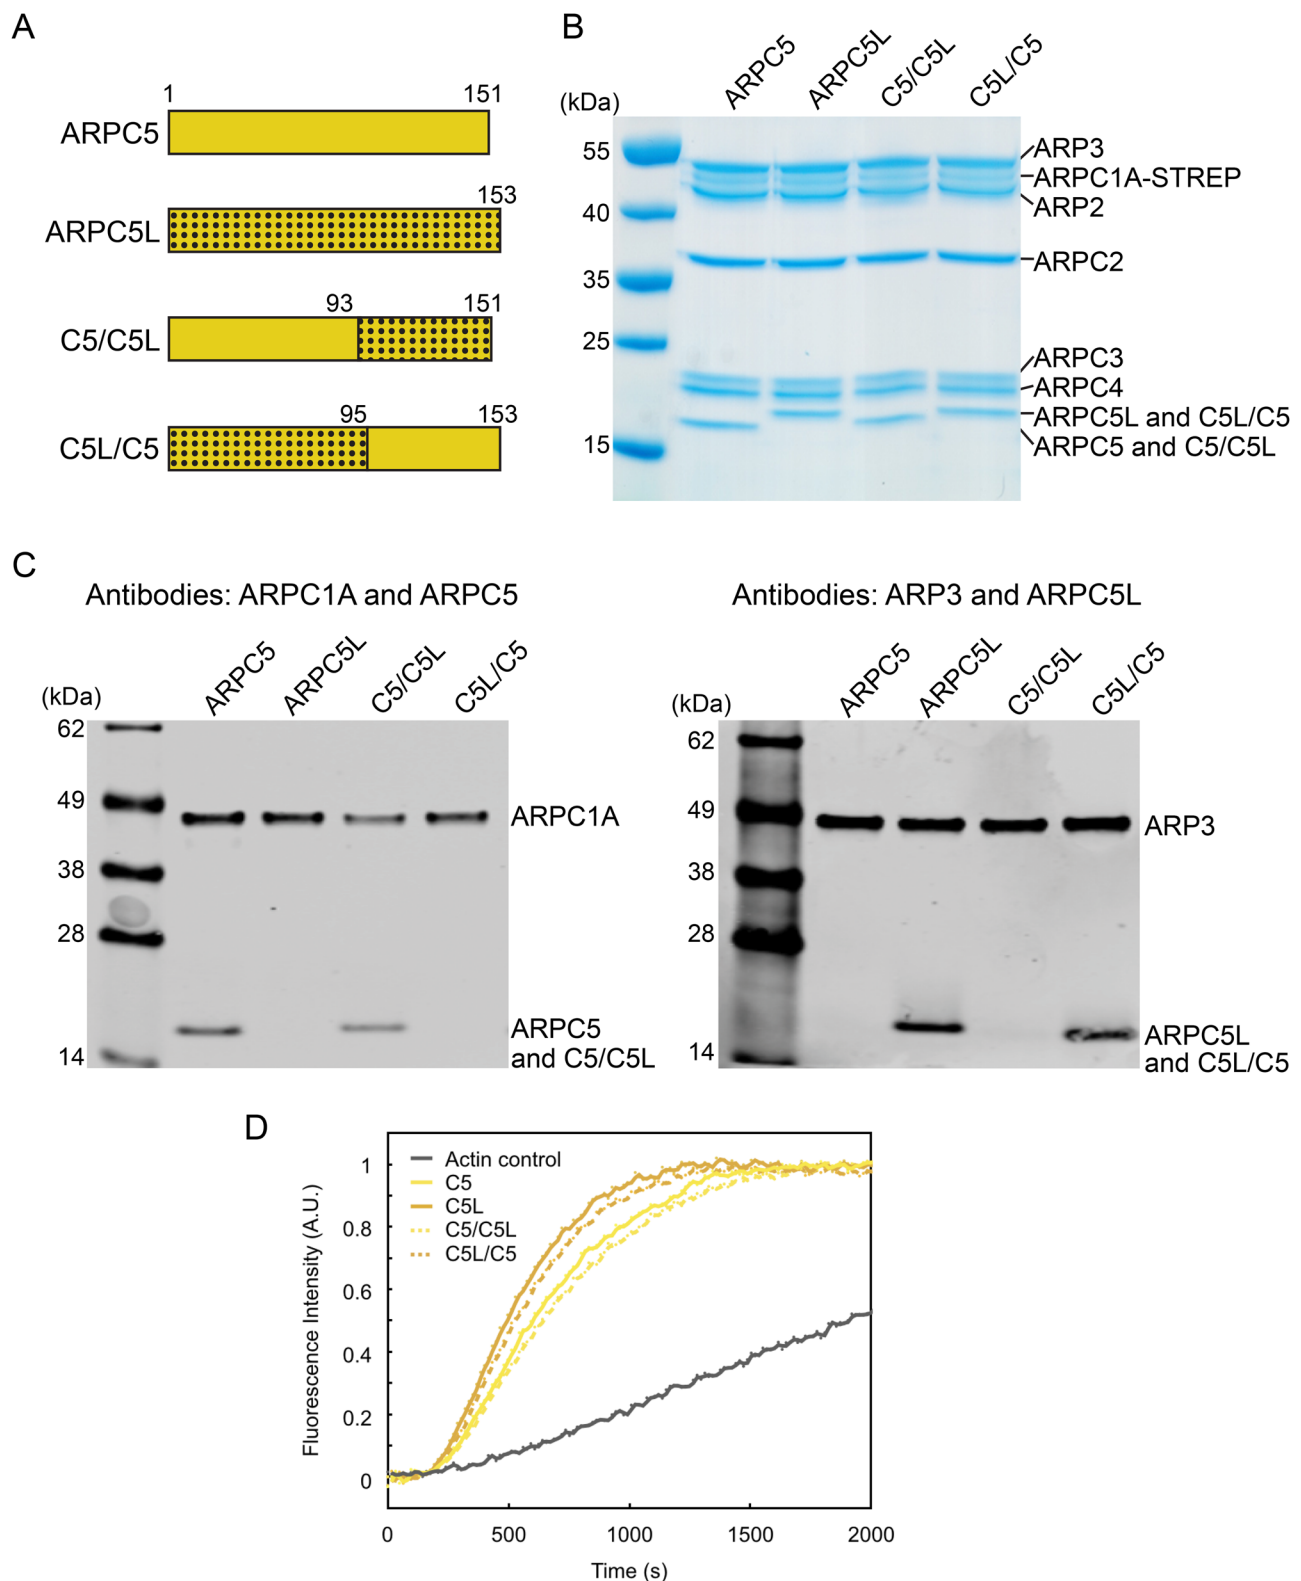 A
1 151
ARPC5
153
ARPC5L
93 151
C5/C5L
95 153
C5L/C5
B
ARPC5 ARPC5L C5/C5L C5L/C5
(kDa)
55
40
35
25
15
ARP3
ARPC1A-STREP
ARP2
ARPC2
ARPC3
ARPC4
ARPC5L and C5L/C5
ARPC5 and C5/C5L
C
Antibodies: ARPC1A and ARPC5
ARPC5 ARPC5L C5/C5L C5L/C5
(kDa)
62
49
38
28
14
ARPC1A
ARPC5
and C5/C5L
Antibodies: ARP3 and ARPC5L
ARPC5 ARPC5L C5/C5L C5L/C5
(kDa)
62
49
38
28
14
ARP3
ARPC5L
and C5L/C5
D
Fluorescence Intensity (A.U.)
1
0.8
0.6
0.4
0.2
0
Actin control
C5
C5L
C5/C5L
C5L/C5
0 500 1000 1500 2000
Time (s)